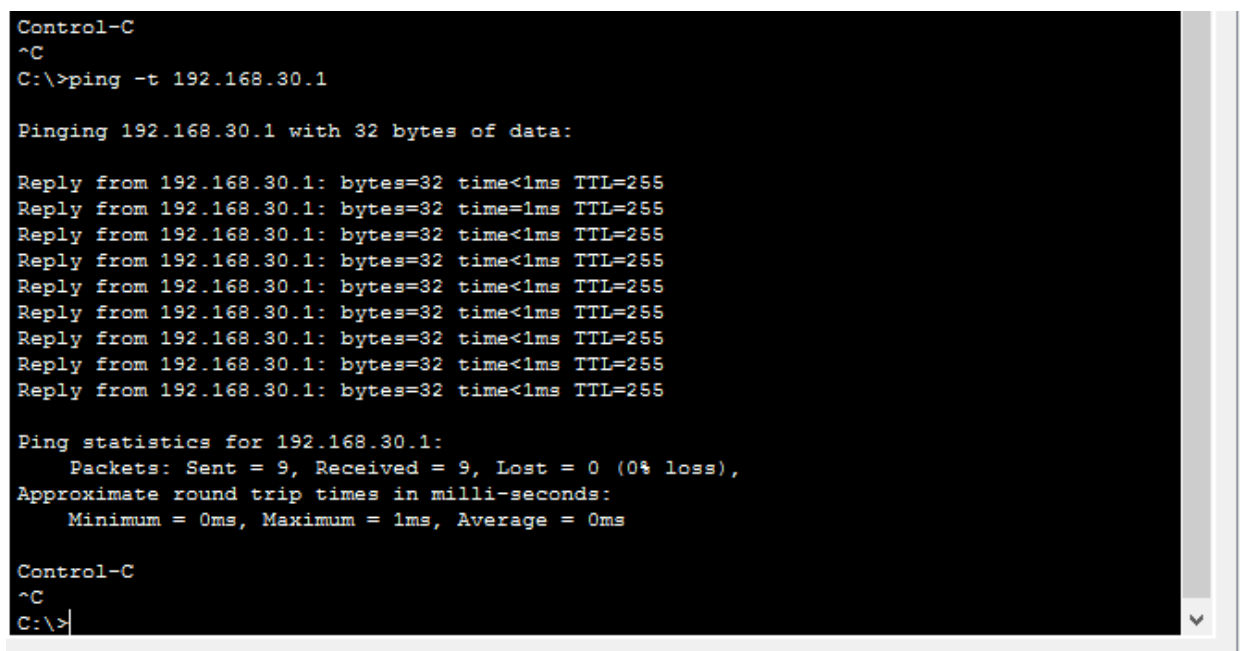 Control-C
^C
C:\>ping -t 192.168.30.1
Pinging 192.168.30.1 with 32 bytes of data:
Reply from 192.168.30.1: bytes=32 time<1ms TTL=255
Reply from 192.168.30.1: bytes=32 time=1ms TTL=255
Reply from 192.168.30.1: bytes=32 time<1ms TTL=255
Reply from 192.168.30.1: bytes=32 time<1ms TTL=255
Reply from 192.168.30.1: bytes=32 time<1ms TTL=255
Reply from 192.168.30.1: bytes=32 time<1ms TTL=255
Reply from 192.168.30.1: bytes=32 time<1ms TTL=255
Reply from 192.168.30.1: bytes=32 time<1ms TTL=255
Reply from 192.168.30.1: bytes=32 time<1ms TTL=255
Ping statistics for 192.168.30.1:
    Packets: Sent = 9, Received = 9, Lost = 0 (0% loss),
Approximate round trip times in milli-seconds:
    Minimum = 0ms, Maximum = 1ms, Average = 0ms
Control-C
^C
C:\>